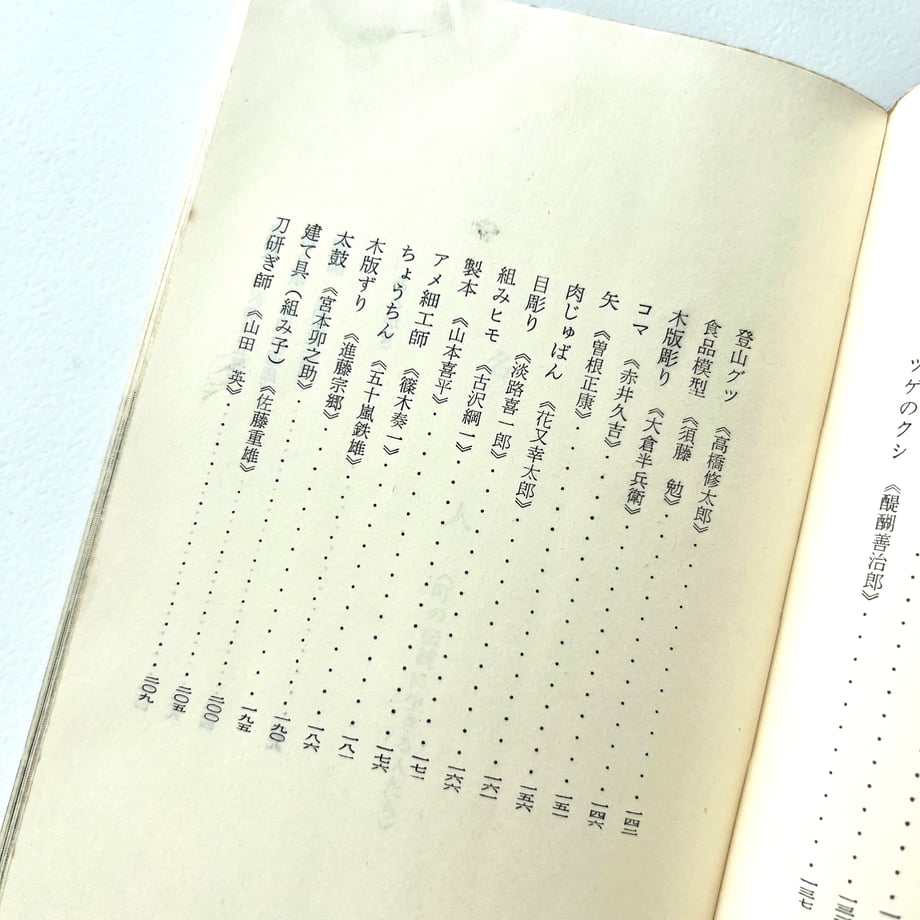 ツゲのクシ《醍醐善治郎》・・・・・・一三七
登山グツ《高橋修太郎》・・・・・・一四二
食品模型《須藤　勉》・・・・・・一四六
木版彫り《大倉半兵衛》・・・・・・一五一
コマ《赤井久吉》・・・・・・一五六
矢《曽根正康》・・・・・・一六一
肉じゅばん《花又幸太郎》・・・・・・一六六
目彫り《淡路喜一郎》・・・・・・一七一
組みヒモ《古沢綱一》・・・・・・一七六
製本《山本喜平》・・・・・・一八一
アメ細工師《篠木奏一》・・・・・・一八六
ちょうちん《五十嵐鉄雄》・・・・・・一九〇
木版ずり《進藤宗郷》・・・・・・一九五
太鼓《宮本卯之助》・・・・・・二〇〇
建て具（組み子）《佐藤重雄》・・・・・・二〇五
刀研ぎ師《山田　英》・・・・・・二〇九